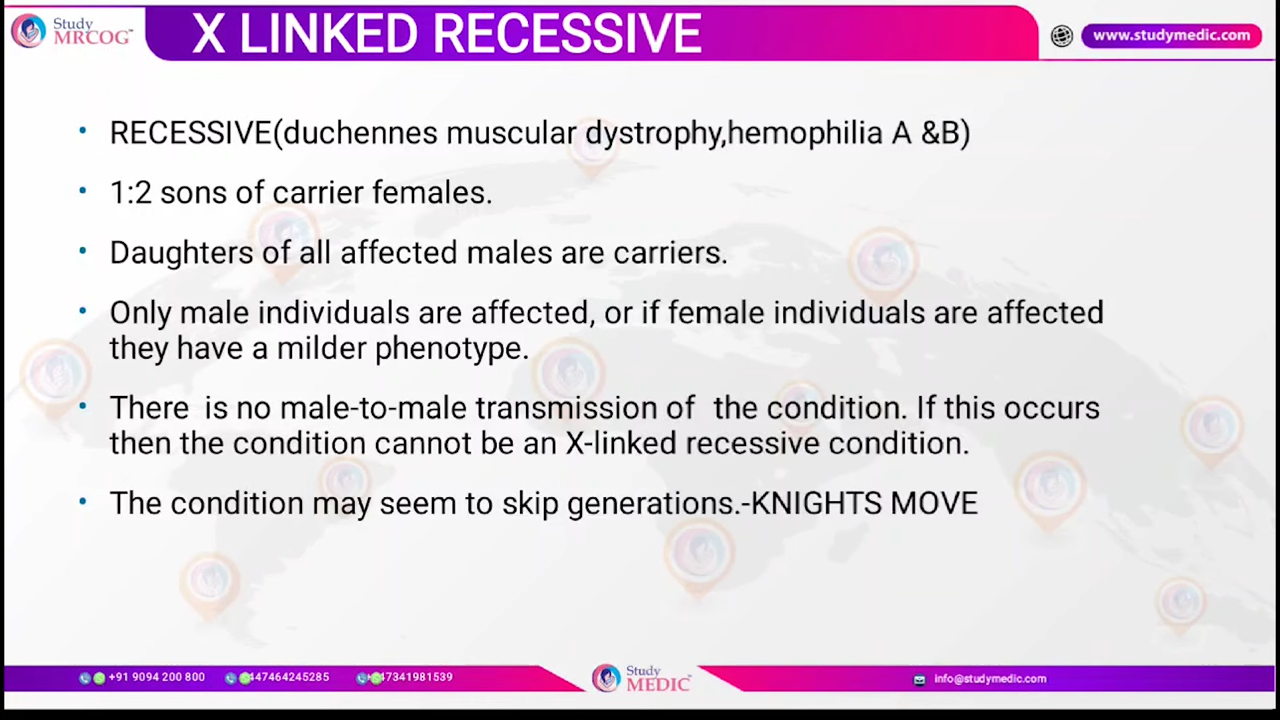 Study
MRCOG™
X LINKED RECESSIVE
www.studymedic.com
• RECESSIVE(duchennes muscular dystrophy,hemophilia A &B)
• 1:2 sons of carrier females.
• Daughters of all affected males are carriers.
• Only male individuals are affected, or if female individuals are affected
they have a milder phenotype.
• There is no male-to-male transmission of the condition. If this occurs
then the condition cannot be an X-linked recessive condition.
• The condition may seem to skip generations.-KNIGHTS MOVE
+91 9094 200 800
447464245285
47341981539
Study
MEDIC™
info@studymedic.com